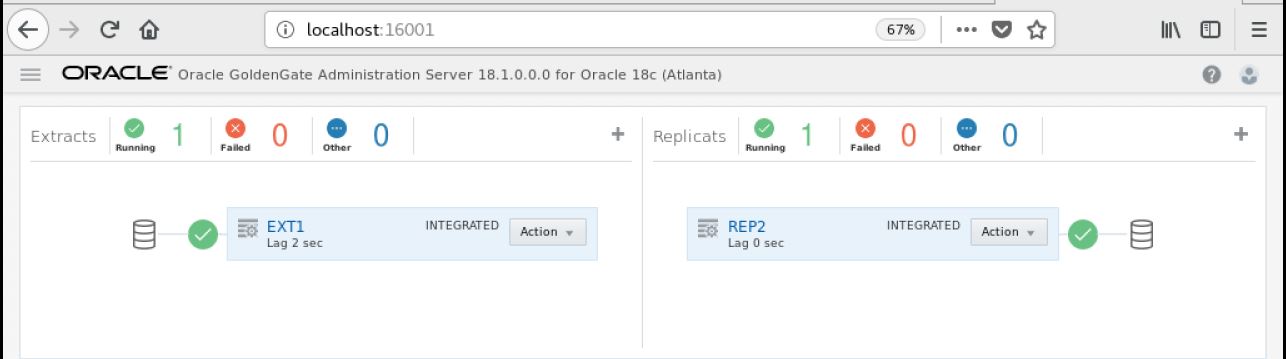 localhost:16001 67%
ORACLE Oracle GoldenGate Administration Server 18.1.0.0.0 for Oracle 18c (Atlanta)
Extracts Running 1 Failed 0 Other 0 +
Replicats Running 1 Failed 0 Other 0 +
EXT1 INTEGRATED Action
Lag 2 sec
REP2 INTEGRATED Action
Lag 0 sec